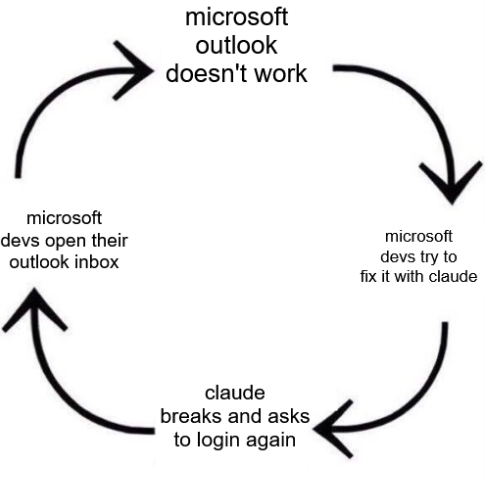 microsoft
outlook
doesn't work
microsoft
devs try to
fix it with claude
claude
breaks and asks
to login again
microsoft
devs open their
outlook inbox